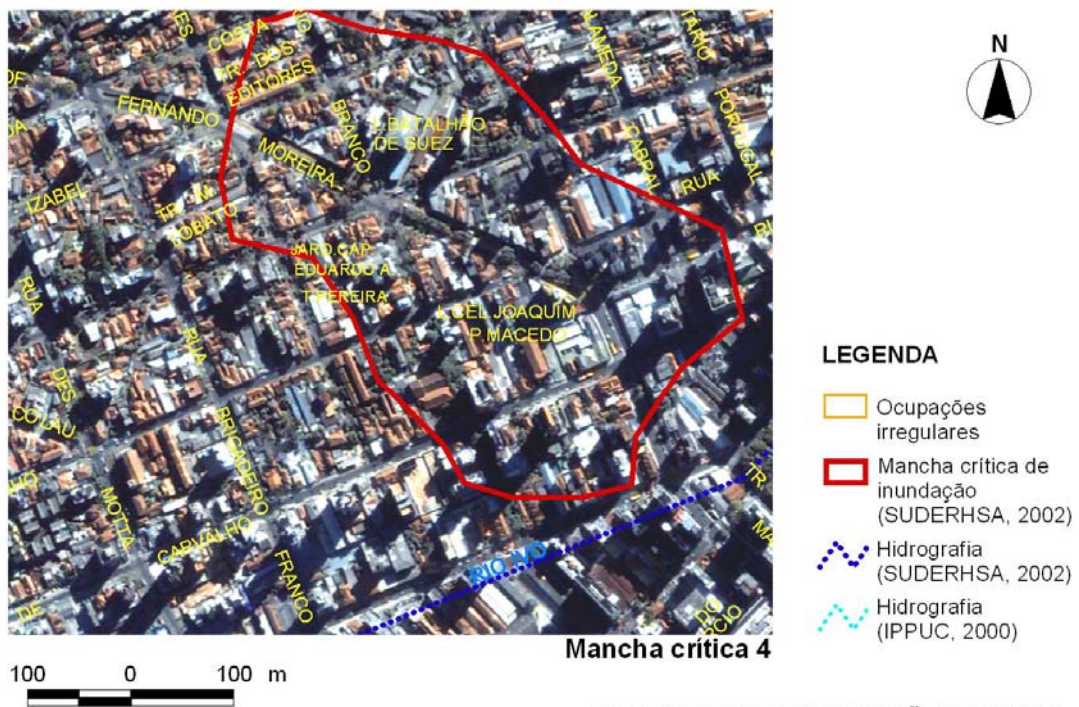 COSTA
TR. DOS
EDITORES
FERNANDO
MOREIRA
BRANCO
L BATALHÃO
DE SUEZ
ALAMEDA
CABRAL
RUA
PORTUGAL
IZABEL
TR. M.
LOBATO
JARD.CAP
EDUARDO A
T PEREIRA
L CEL JOAQUIM
P MACEDO
RUA
RUA
DES
MOTTA
BRIGADEIRO
FRANCO
CARVALHO
DE
TR
RIO IVO
Mancha crítica 4
100 0 100 m
N
LEGENDA
Ocupações
irregulares
Mancha crítica de
inundação
(SUDERHSA, 2002)
Hidrografia
(SUDERHSA, 2002)
Hidrografia
(IPPUC, 2000)